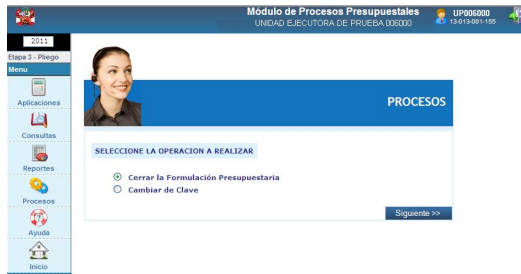 Módulo de Procesos Presupuestales
UNIDAD EJECUTORA DE PRUEBA 006000
UP006000
13-013-001-155
2011
Etapa 3 - Pliego
Menu
Aplicaciones
Consultas
Reportes
Procesos
Ayuda
Inicio
PROCESOS
SELECCIONE LA OPERACION A REALIZAR
Cerrar la Formulación Presupuestaria
Cambiar de Clave
Siguiente >>